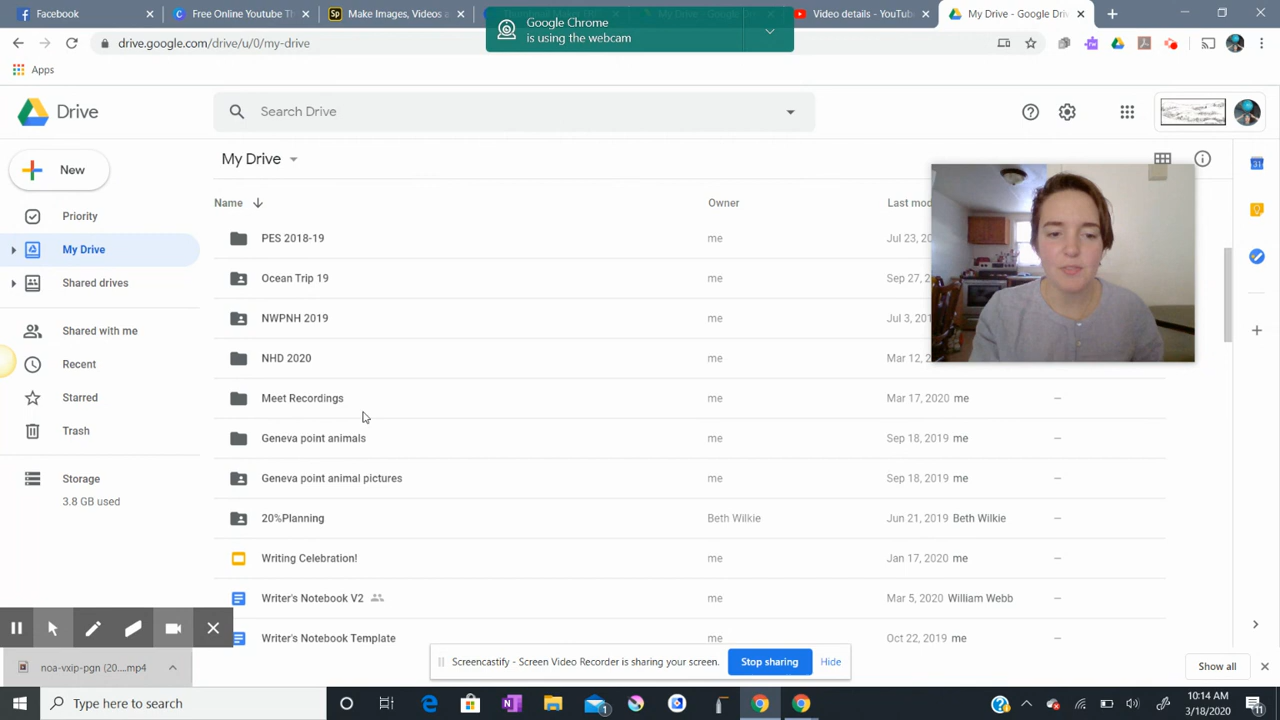 Facebook
Free Online Youtube T
Sp
Make Images, Videos a
Video details - YouTub
My Drive - Google Driv
Google Chrome
is using the webcam
drive.google.com/drive/u/0/my-drive
Apps
Drive
Search Drive
New
My Drive
Priority
My Drive
Shared drives
Shared with me
Recent
Starred
Trash
Storage
3.8 GB used
Name
Owner
Last mod
PES 2018-19
me
Jul 23, 20
Ocean Trip 19
me
Sep 27, 20
NWPNH 2019
me
Jul 3, 201
NHD 2020
me
Mar 12, 2
Meet Recordings
me
Mar 17, 2020 me
–
Geneva point animals
me
Sep 18, 2019 me
–
Geneva point animal pictures
me
Sep 18, 2019 me
–
20%Planning
Beth Wilkie
Jun 21, 2019 Beth Wilkie
–
Writing Celebration!
me
Jan 17, 2020 me
–
Writer's Notebook V2
me
Mar 5, 2020 William Webb
–
Writer's Notebook Template
me
Oct 22, 2019 me
–
31
Screencastify - Screen Video Recorder is sharing your screen.
Stop sharing
Hide
noa-vxip-pgn (20....mp4
Show all
Type here to search
1
10:14 AM
3/18/2020
11